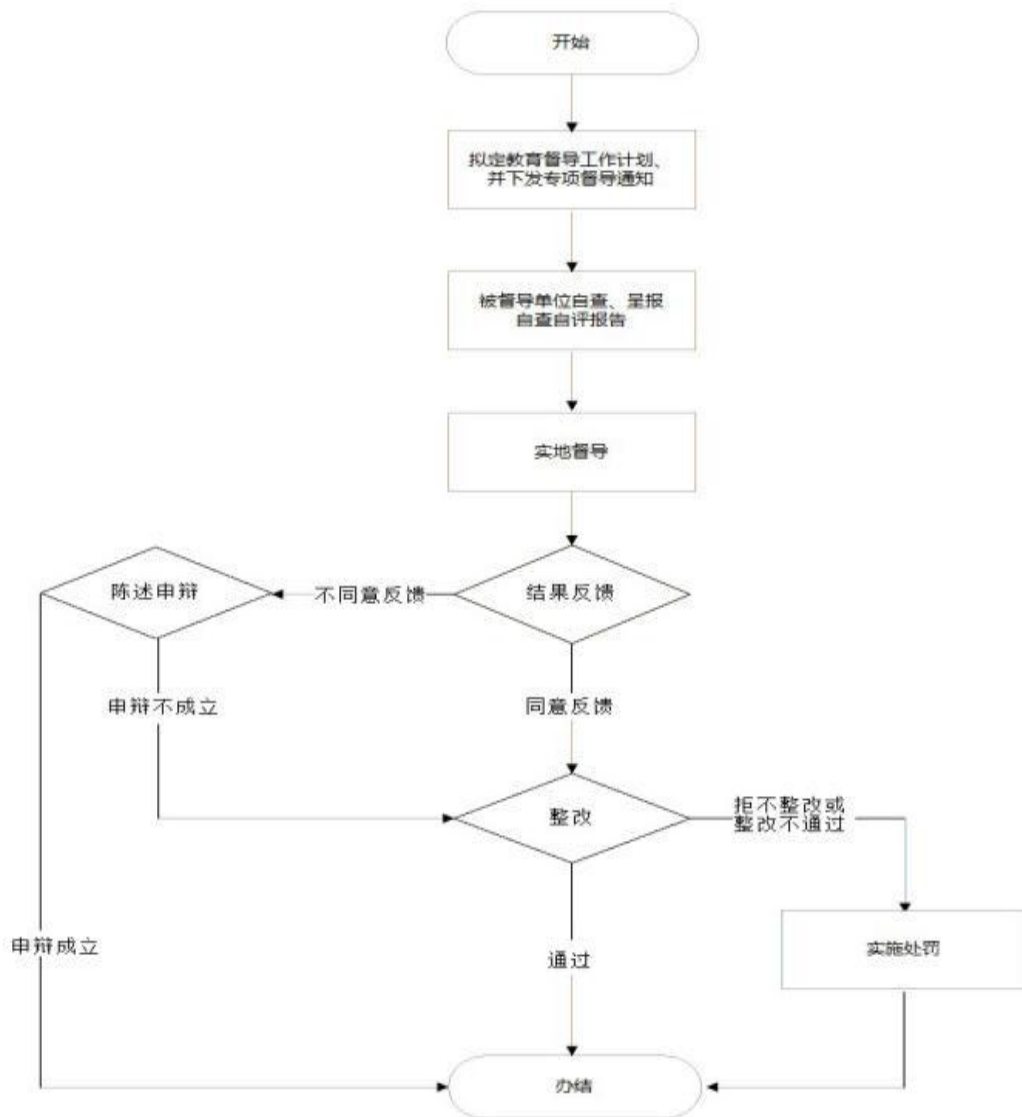 开始
拟定教育督导工作计划、
并下发专项督导通知
被督导单位自查、呈报
自查自评报告
实地督导
陈述申辩
不同意反馈
结果反馈
申辩不成立
同意反馈
整改
拒不整改或
整改不通过
申辩成立
通过
实施处罚
办结